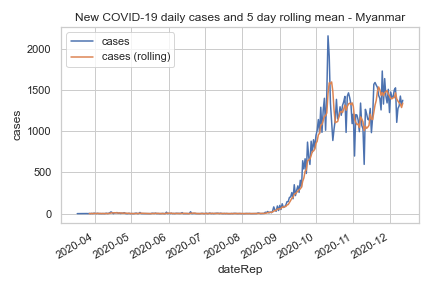 New COVID-19 daily cases and 5 day rolling mean - Myanmar
cases
cases (rolling)
cases
2000
1500
1000
500
0
2020-04
2020-05
2020-06
2020-07
2020-08
2020-09
2020-10
2020-11
2020-12
dateRep